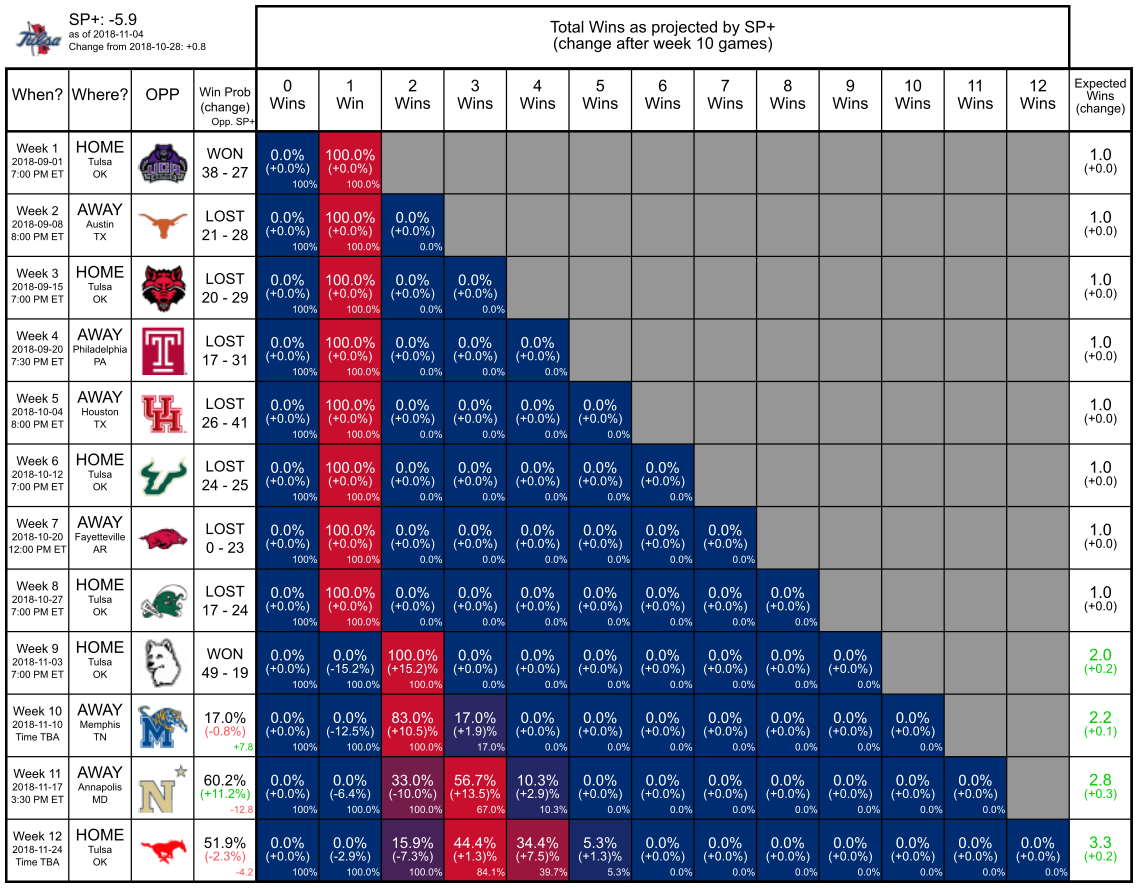 Tulsa
SP+: -5.9
as of 2018-11-04
Change from 2018-10-28: +0.8
Total Wins as projected by SP+
(change after week 10 games)
When? Where? OPP Win Prob (change) Opp. SP+ 0 Wins 1 Win 2 Wins 3 Wins 4 Wins 5 Wins 6 Wins 7 Wins 8 Wins 9 Wins 10 Wins 11 Wins 12 Wins Expected Wins (change)
Week 1 HOME WON 0.0% 100.0% 1.0
2018-09-01 Tulsa (+0.0%) (+0.0%) (+0.0)
7:00 PM ET OK 38 - 27 100% 100.0%
Week 2 AWAY LOST 0.0% 100.0% 0.0% 1.0
2018-09-08 Austin (+0.0%) (+0.0%) (+0.0%) (+0.0)
8:00 PM ET TX 21 - 28 100% 100.0% 0.0%
Week 3 HOME LOST 0.0% 100.0% 0.0% 0.0% 1.0
2018-09-15 Tulsa (+0.0%) (+0.0%) (+0.0%) (+0.0%) (+0.0)
7:00 PM ET OK 20 - 29 100% 100.0% 0.0% 0.0%
Week 4 AWAY LOST 0.0% 100.0% 0.0% 0.0% 0.0% 1.0
2018-09-20 Philadelphia T (+0.0%) (+0.0%) (+0.0%) (+0.0%) (+0.0%) (+0.0)
7:30 PM ET PA 17 - 31 100% 100.0% 0.0% 0.0% 0.0%
Week 5 AWAY LOST 0.0% 100.0% 0.0% 0.0% 0.0% 0.0% 1.0
2018-10-04 Houston UH (+0.0%) (+0.0%) (+0.0%) (+0.0%) (+0.0%) (+0.0%) (+0.0)
8:00 PM ET TX 26 - 41 100% 100.0% 0.0% 0.0% 0.0% 0.0%
Week 6 HOME LOST 0.0% 100.0% 0.0% 0.0% 0.0% 0.0% 0.0% 1.0
2018-10-12 Tulsa (+0.0%) (+0.0%) (+0.0%) (+0.0%) (+0.0%) (+0.0%) (+0.0%) (+0.0)
7:00 PM ET OK 24 - 25 100% 100.0% 0.0% 0.0% 0.0% 0.0% 0.0%
Week 7 AWAY LOST 0.0% 100.0% 0.0% 0.0% 0.0% 0.0% 0.0% 0.0% 1.0
2018-10-20 Fayetteville (+0.0%) (+0.0%) (+0.0%) (+0.0%) (+0.0%) (+0.0%) (+0.0%) (+0.0%) (+0.0)
12:00 PM ET AR 0 - 23 100% 100.0% 0.0% 0.0% 0.0% 0.0% 0.0% 0.0%
Week 8 HOME LOST 0.0% 100.0% 0.0% 0.0% 0.0% 0.0% 0.0% 0.0% 0.0% 1.0
2018-10-27 Tulsa (+0.0%) (+0.0%) (+0.0%) (+0.0%) (+0.0%) (+0.0%) (+0.0%) (+0.0%) (+0.0%) (+0.0)
7:00 PM ET OK 17 - 24 100% 100.0% 0.0% 0.0% 0.0% 0.0% 0.0% 0.0% 0.0%
Week 9 HOME WON 0.0% 0.0% 100.0% 0.0% 0.0% 0.0% 0.0% 0.0% 0.0% 0.0% 2.0
2018-11-03 Tulsa (+0.0%) (-15.2%) (+15.2)% (+0.0%) (+0.0%) (+0.0%) (+0.0%) (+0.0%) (+0.0%) (+0.0%) (+0.2)
7:00 PM ET OK 49 - 19 100% 100.0% 100.0% 0.0% 0.0% 0.0% 0.0% 0.0% 0.0% 0.0%
Week 10 AWAY 17.0% 0.0% 0.0% 83.0% 17.0% 0.0% 0.0% 0.0% 0.0% 0.0% 0.0% 0.0% 2.2
2018-11-10 Memphis M (-0.8%) (+0.0%) (-12.5%) (+10.5)% (+1.9)% (+0.0%) (+0.0%) (+0.0%) (+0.0%) (+0.0%) (+0.0%) (+0.0%) (+0.1)
Time TBA TN +7.8 100% 100.0% 100.0% 17.0% 0.0% 0.0% 0.0% 0.0% 0.0% 0.0% 0.0%
Week 11 AWAY 60.2% 0.0% 0.0% 33.0% 56.7% 10.3% 0.0% 0.0% 0.0% 0.0% 0.0% 0.0% 0.0% 2.8
2018-11-17 Annapolis N (+11.2%) (+0.0%) (-6.4%) (-10.0%) (+13.5)% (+2.9)% (+0.0%) (+0.0%) (+0.0%) (+0.0%) (+0.0%) (+0.0%) (+0.0%) (+0.3)
3:30 PM ET MD -12.8 100% 100.0% 100.0% 67.0% 10.3% 0.0% 0.0% 0.0% 0.0% 0.0% 0.0% 0.0%
Week 12 HOME 51.9% 0.0% 0.0% 15.9% 44.4% 34.4% 5.3% 0.0% 0.0% 0.0% 0.0% 0.0% 0.0% 0.0% 3.3
2018-11-24 Tulsa (-2.3%) (+0.0%) (-2.9%) (-7.3%) (+1.3)% (+7.5)% (+1.3)% (+0.0%) (+0.0%) (+0.0%) (+0.0%) (+0.0%) (+0.0%) (+0.0%) (+0.2)
Time TBA OK -4.2 100% 100.0% 100.0% 84.1% 39.7% 5.3% 0.0% 0.0% 0.0% 0.0% 0.0% 0.0% 0.0%